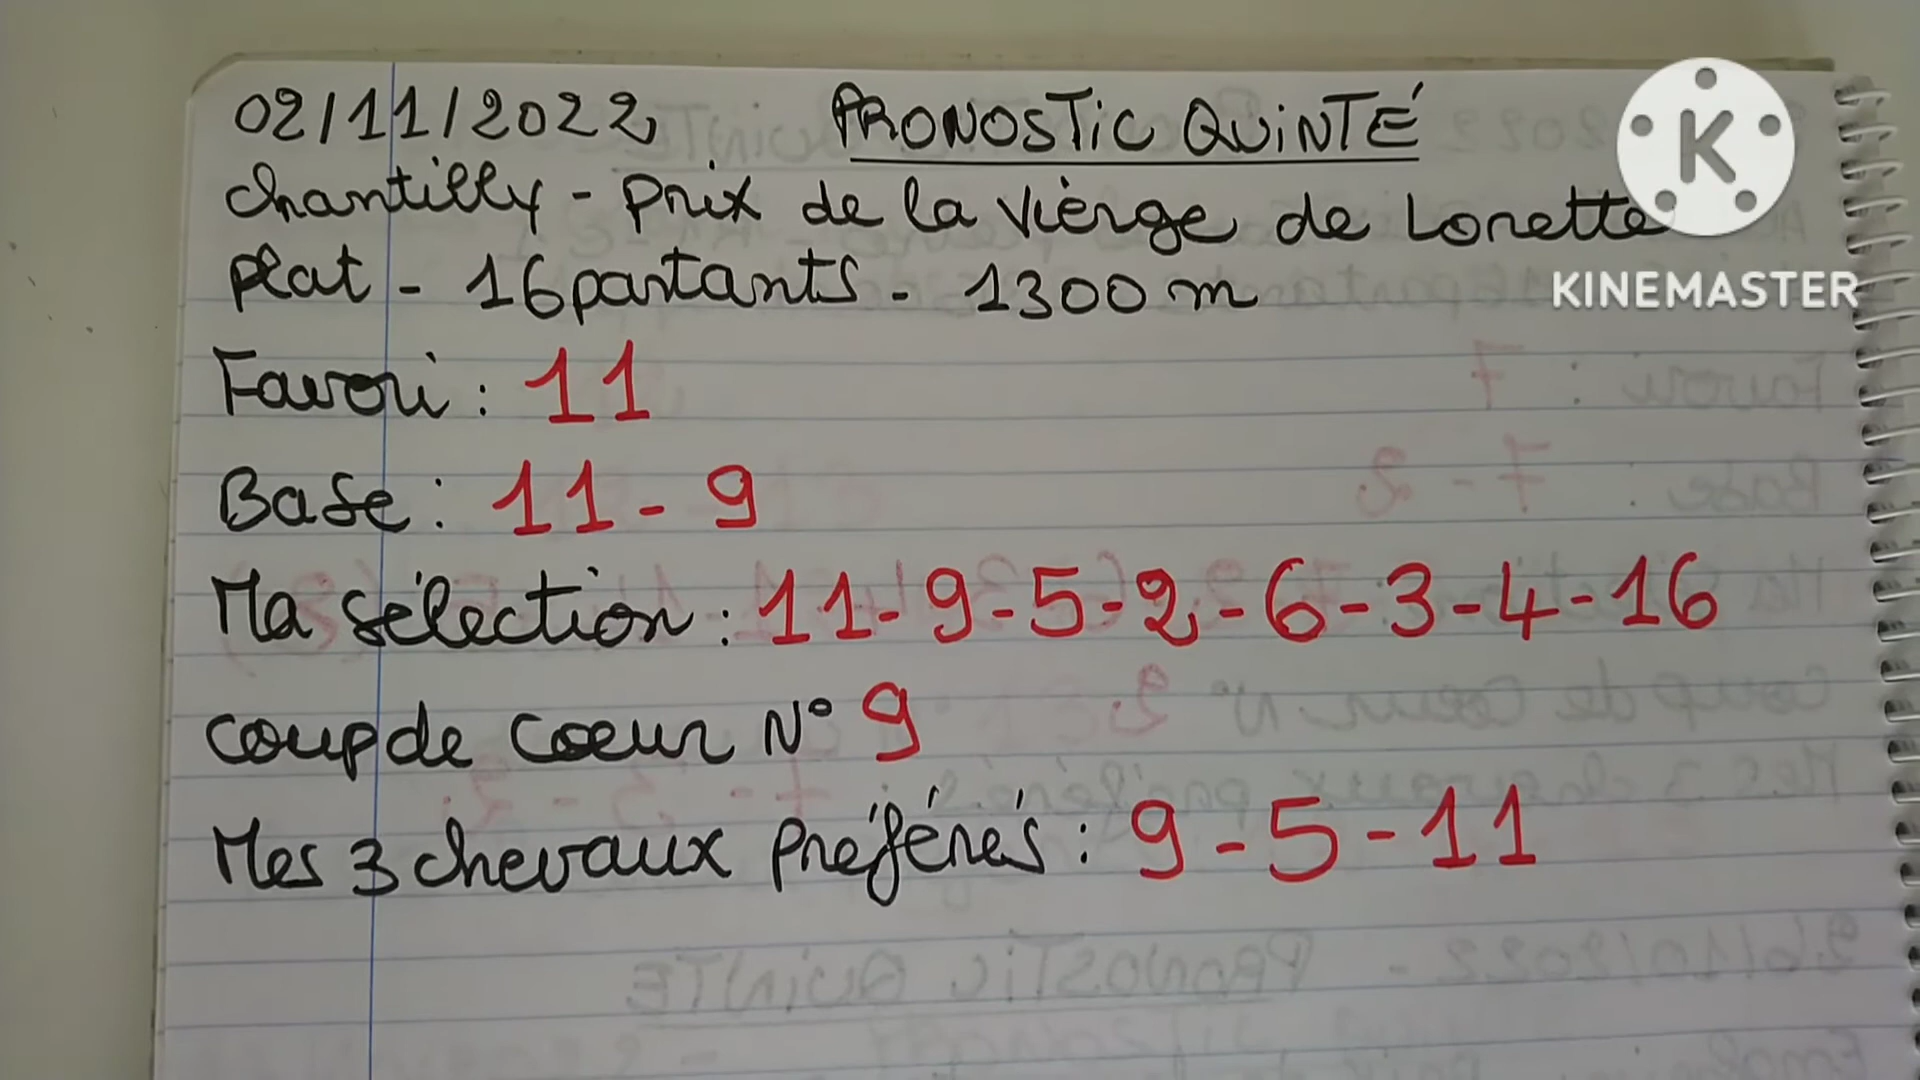 02/11/2022 PRONOSTIC QUINTÉ
Chantilly - Prix de la Vierge de Lorette
Plat - 16 partants - 1300 m
Favori : 11
Base : 11 - 9
Ma sélection : 11 - 9 - 5 - 2 - 6 - 3 - 4 - 16
coup de coeur N° 9
Mes 3 chevaux préférés : 9 - 5 - 11
K
KINEMASTER